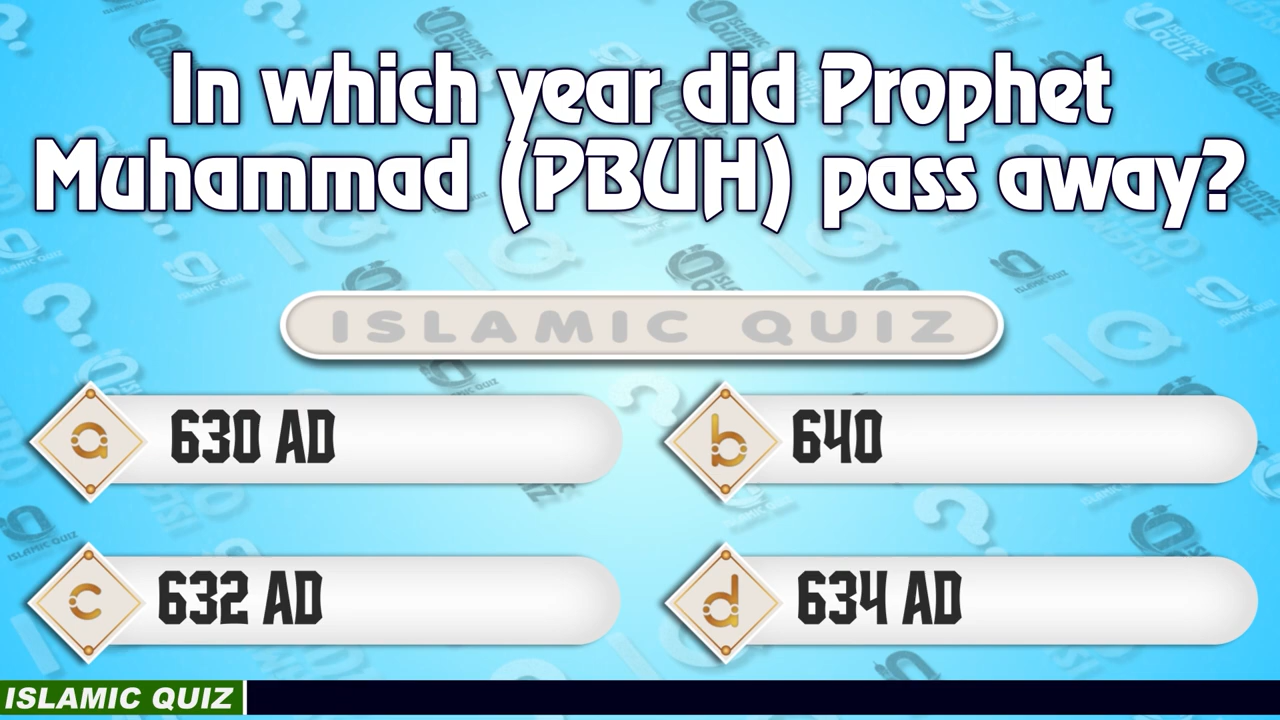 In which year did Prophet
Muhammad (PBUH) pass away?
ISLAMIC QUIZ
a 630 AD
b 640
c 632 AD
d 634 AD
ISLAMIC QUIZ